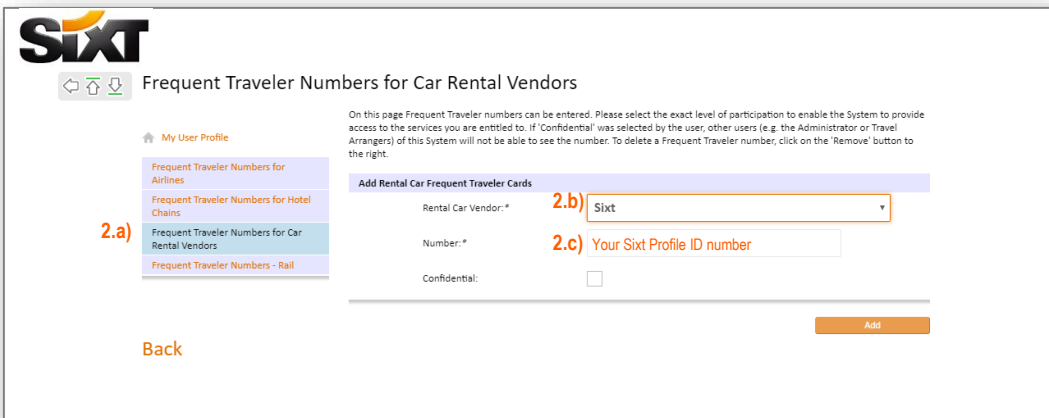 SIXT
Frequent Traveler Numbers for Car Rental Vendors
On this page Frequent Traveler numbers can be entered. Please select the exact level of participation to enable the System to provide
access to the services you are entitled to. If 'Confidential' was selected by the user, other users (e.g. the Administrator or Travel
Arrangers) of this System will not be able to see the number. To delete a Frequent Traveler number, click on the 'Remove' button to
the right.
My User Profile
Frequent Traveler Numbers for
Airlines
Frequent Traveler Numbers for Hotel
Chains
2.a) Frequent Traveler Numbers for Car
Rental Vendors
Frequent Traveler Numbers - Rail
Add Rental Car Frequent Traveler Cards
Rental Car Vendor:* 2.b) Sixt
Number:* 2.c) Your Sixt Profile ID number
Confidential:
Add
Back